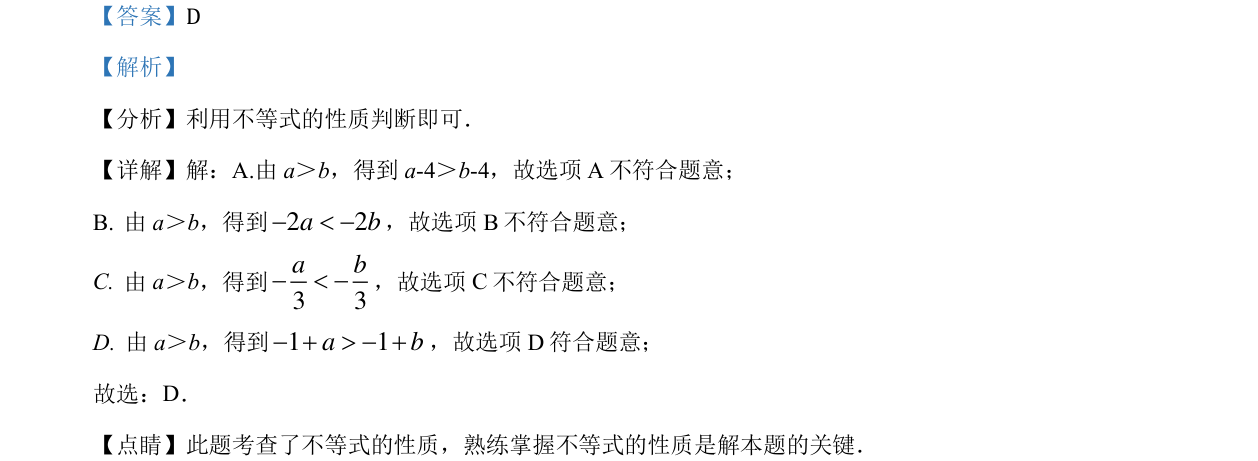 【答案】D
【解析】
【分析】利用不等式的性质判断即可．
【详解】解：A.由 a＞b，得到 a-4＞b-4，故选项 A 不符合题意；
B. 由 a＞b，得到 −2a < −2b，故选项 B 不符合题意；
C. 由 a＞b，得到 −a/3 < −b/3，故选项 C 不符合题意；
D. 由 a＞b，得到 −1+a > −1+b，故选项 D 符合题意；
故选：D．
【点睛】此题考查了不等式的性质，熟练掌握不等式的性质是解本题的关键．